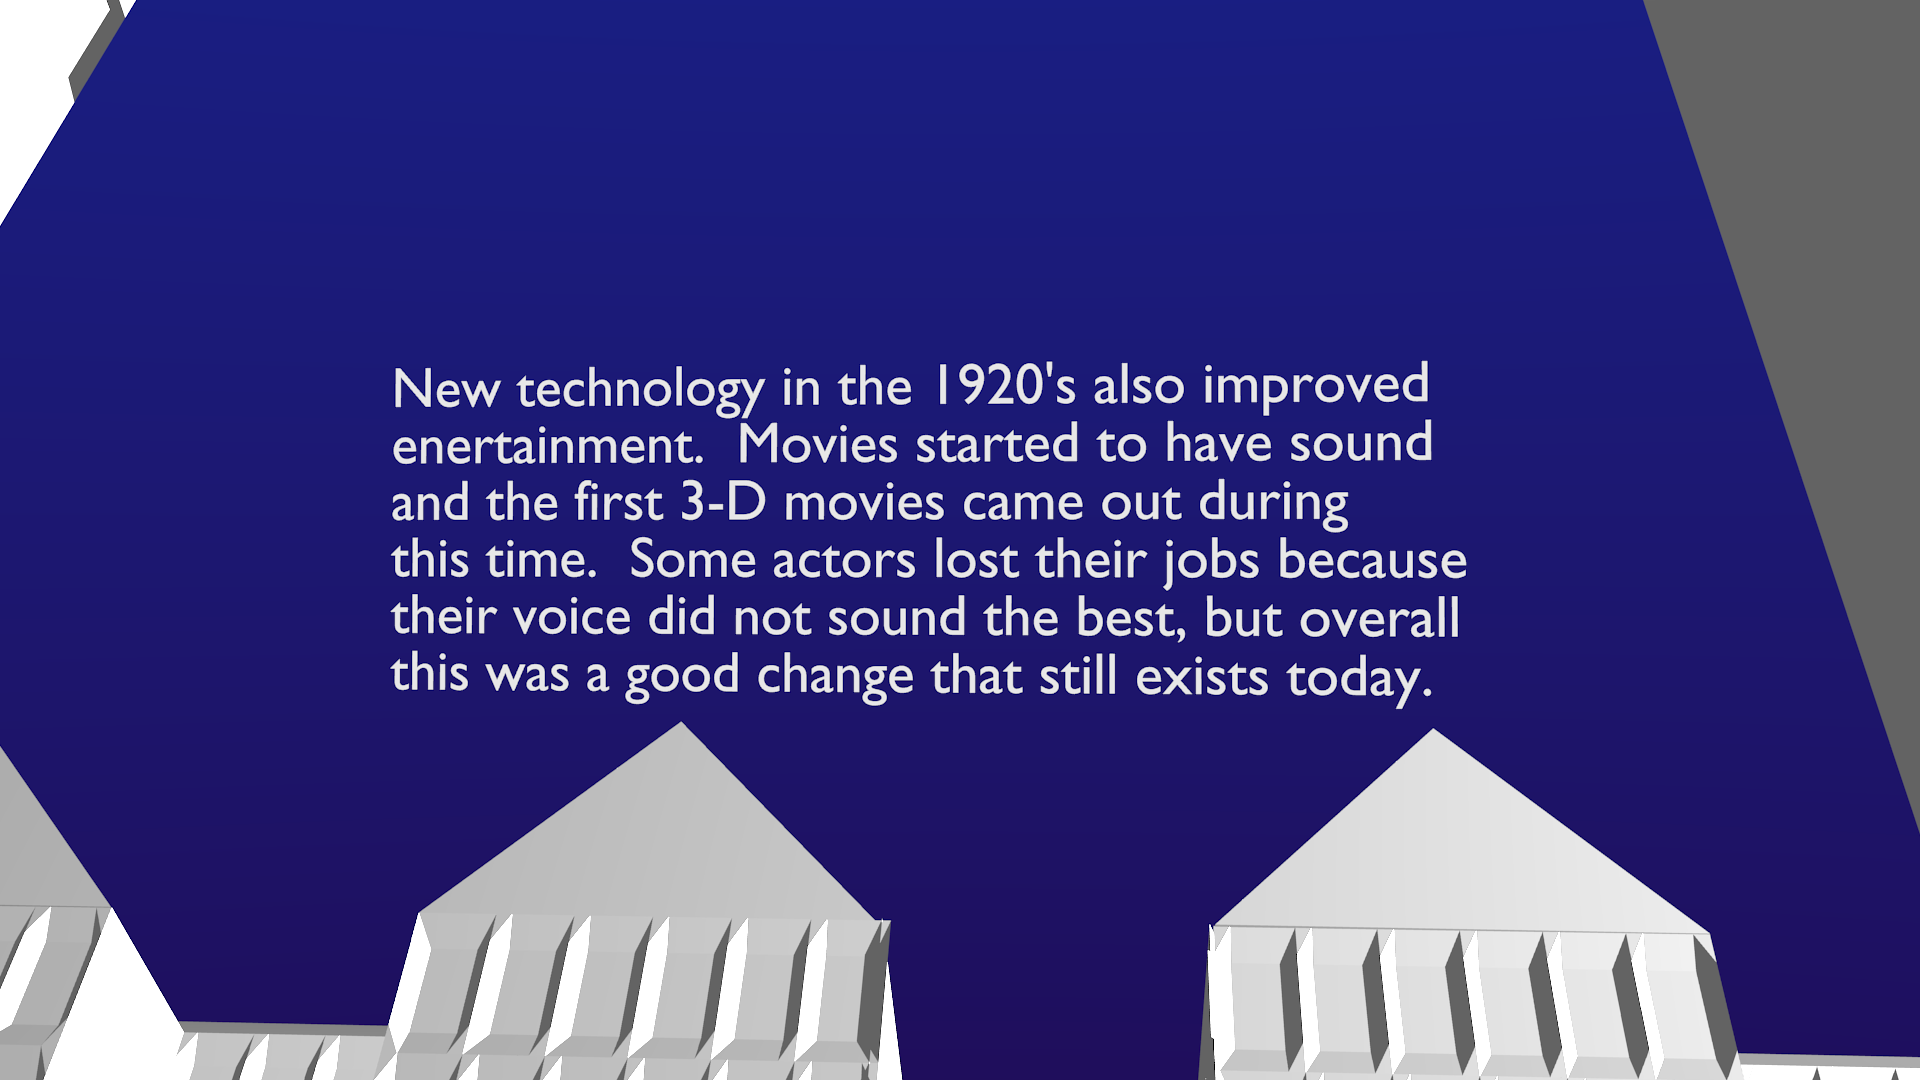 New technology in the 1920's also improved
enertainment.  Movies started to have sound
and the first 3-D movies came out during
this time.  Some actors lost their jobs because
their voice did not sound the best, but overall
this was a good change that still exists today.